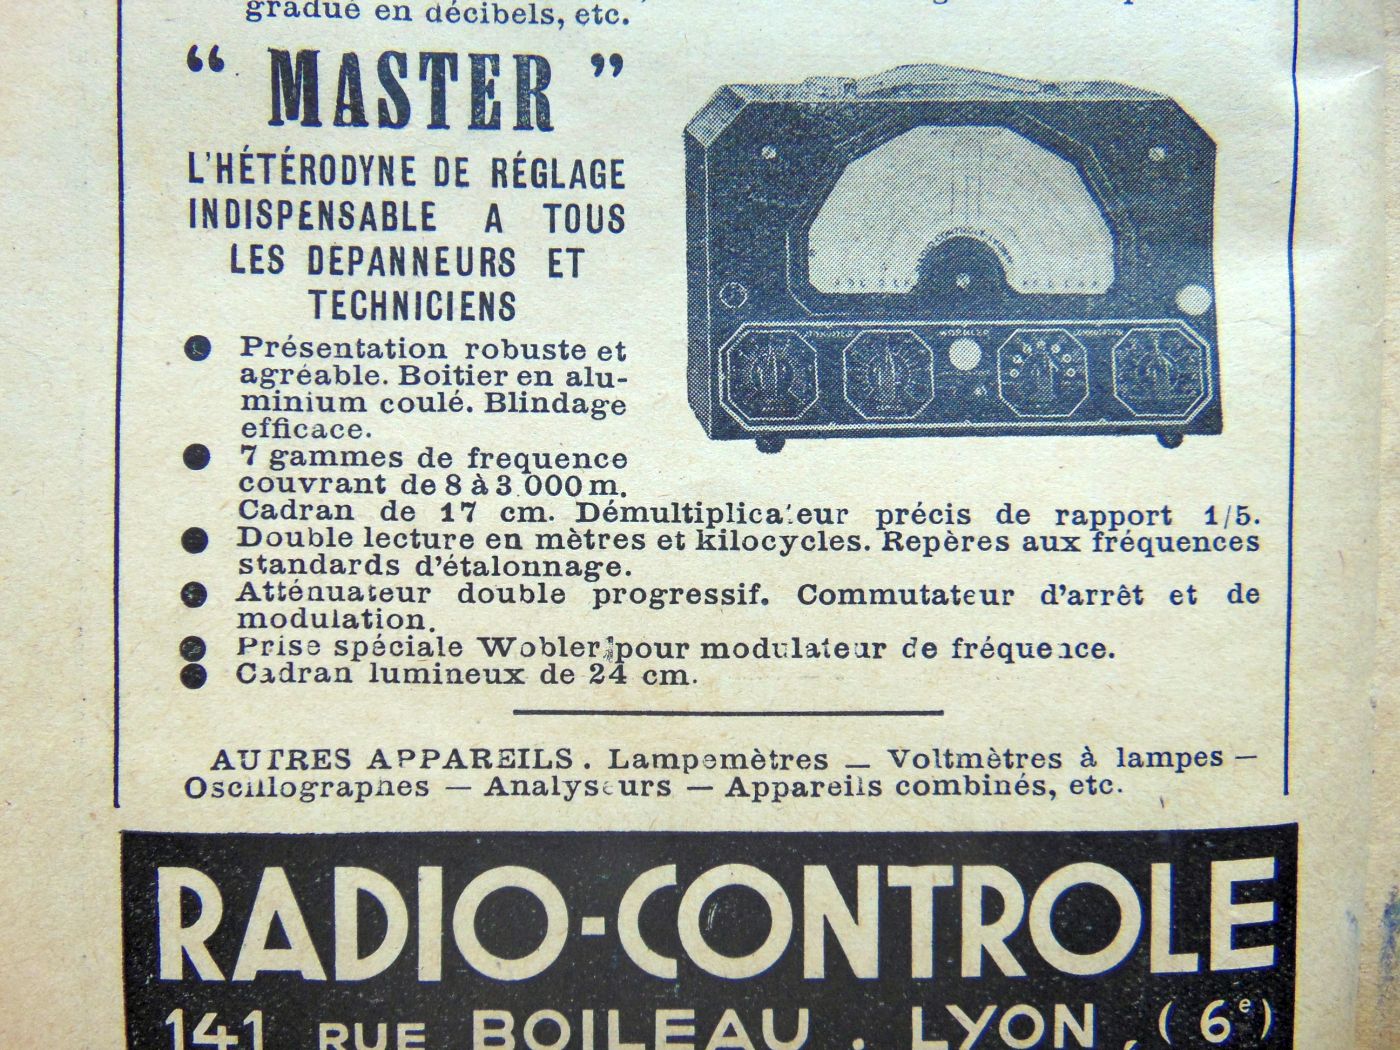 gradué en décibels, etc.
“ MASTER ”
L'HÉTÉRODYNE DE RÉGLAGE
INDISPENSABLE A TOUS
LES DEPANNEURS ET
TECHNICIENS
● Présentation robuste et
agréable. Boitier en alu-
minium coulé. Blindage
efficace.
● 7 gammes de frequence
couvrant de 8 à 3 000 m.
Cadran de 17 cm. Démultiplicateur précis de rapport 1/5.
● Double lecture en mètres et kilocycles. Repères aux fréquences
standards d'étalonnage.
● Atténuateur double progressif. Commutateur d'arrêt et de
modulation.
● Prise spéciale Wobler pour modulateur de fréquence.
● Cadran lumineux de 24 cm.
AUTRES APPAREILS. Lampemètres — Voltmètres à lampes —
Oscillographes — Analyseurs — Appareils combinés, etc.
RADIO-CONTROLE
141 RUE BOILEAU. LYON, (6e)